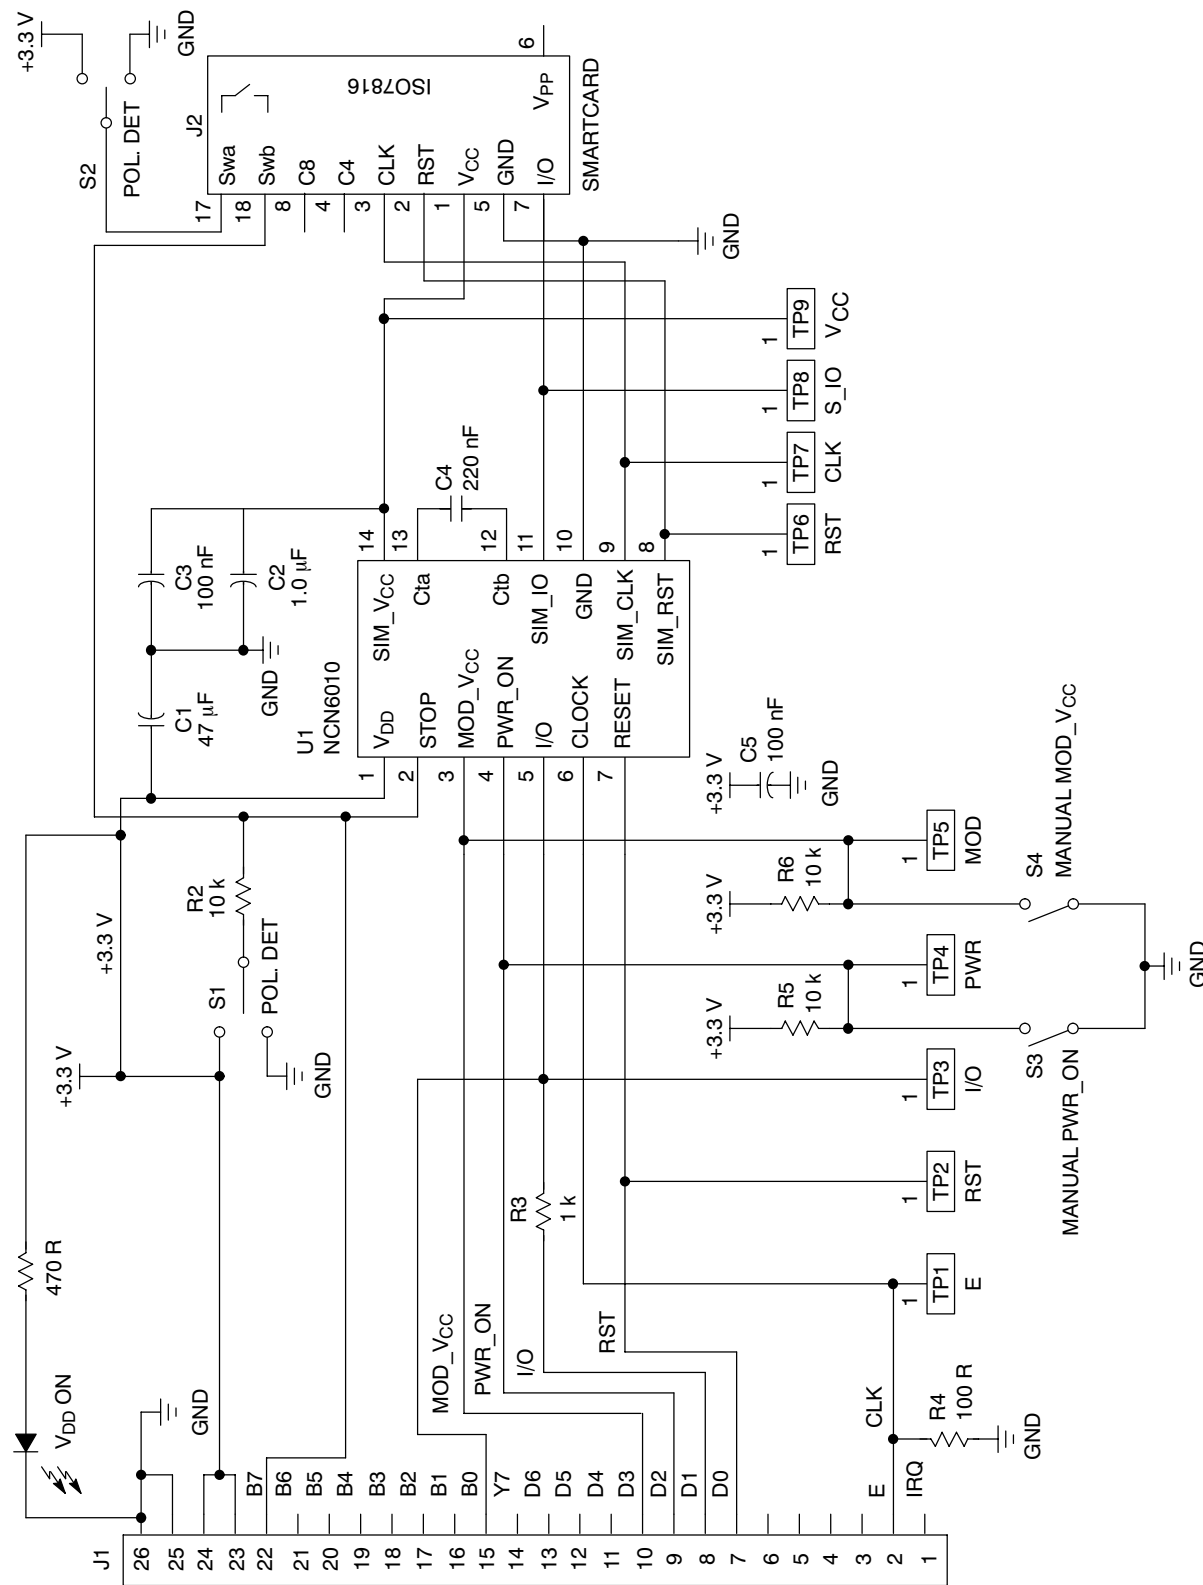 +3.3 V
GND
S2
POL. DET
J2
ISO7816
SMARTCARD
17
Swa
18
Swb
8
C8
4
C4
3
CLK
2
RST
1
VCC
5
GND
7
I/O
VPP
6
GND
1
TP9
VCC
1
TP8
S_IO
1
TP7
CLK
1
TP6
RST
C3
100 nF
C2
1.0 µF
C1
47 µF
GND
C4
220 nF
U1
NCN6010
1
VDD
2
STOP
3
MOD_VCC
4
PWR_ON
5
I/O
6
CLOCK
7
RESET
14
SIM_VCC
13
Cta
12
Ctb
11
SIM_IO
10
GND
9
SIM_CLK
8
SIM_RST
+3.3 V
C5
100 nF
GND
+3.3 V
+3.3 V
S1
POL. DET
R2
10 k
GND
+3.3 V
R6
10 k
1
TP5
MOD
S4
MANUAL MOD_VCC
+3.3 V
R5
10 k
1
TP4
PWR
S3
MANUAL PWR_ON
GND
1
TP3
I/O
1
TP2
RST
1
TP1
E
R3
1 k
470 R
VDD ON
GND
MOD_VCC
PWR_ON
I/O
RST
CLK
R4
100 R
GND
J1
26
25
24
23
22
21
20
19
18
17
16
15
14
13
12
11
10
9
8
7
6
5
4
3
2
1
B7
B6
B5
B4
B3
B2
B1
B0
Y7
D6
D5
D4
D3
D2
D1
D0
E
IRQ